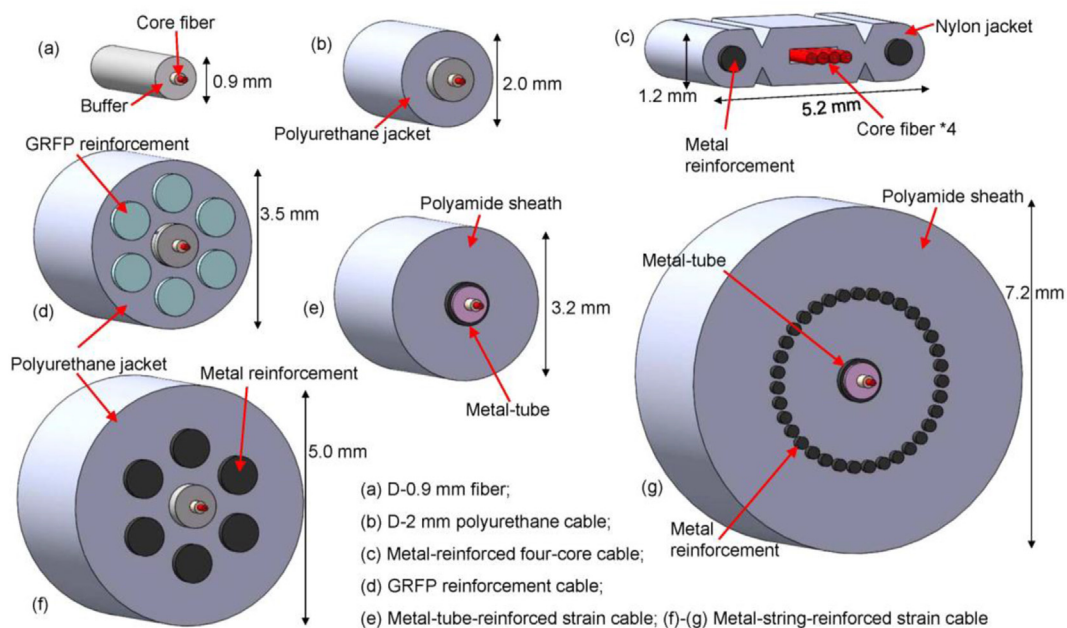 (a)
Core fiber
0.9 mm
Buffer
(b)
2.0 mm
Polyurethane jacket
(c)
Nylon jacket
1.2 mm
5.2 mm
Metal
reinforcement
Core fiber *4
GRFP reinforcement
3.5 mm
(d)
Polyurethane jacket
Polyamide sheath
3.2 mm
(e)
Metal-tube
Polyamide sheath
Metal-tube
7.2 mm
(g)
Metal
reinforcement
Metal reinforcement
5.0 mm
(f)
(a) D-0.9 mm fiber;
(b) D-2 mm polyurethane cable;
(c) Metal-reinforced four-core cable;
(d) GRFP reinforcement cable;
(e) Metal-tube-reinforced strain cable; (f)-(g) Metal-string-reinforced strain cable